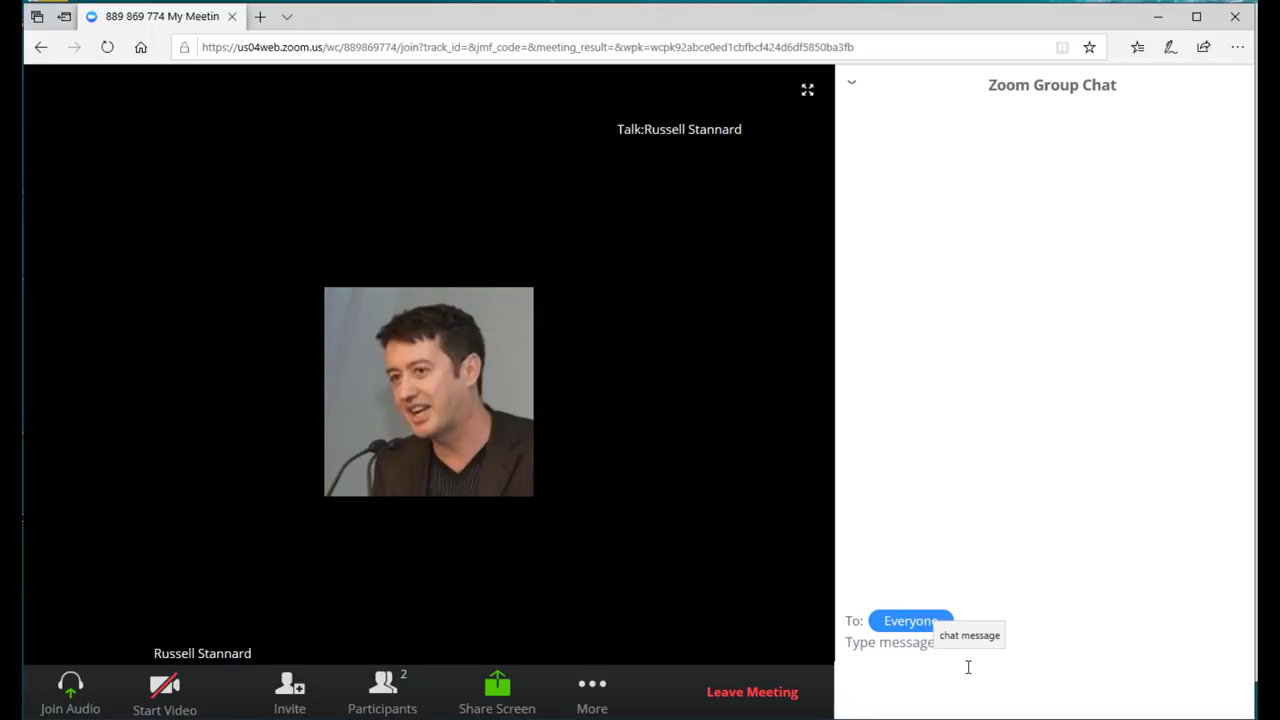 889 869 774 My Meetin
https://us04web.zoom.us/wc/889869774/join?track_id=&jmf_code=&meeting_result=&wpk=wcpk92abce0ed1cbfbcf424d6df5850ba3fb
Zoom Group Chat
Talk:Russell Stannard
To: Everyone
chat message
Type message
Russell Stannard
2
Join Audio
Start Video
Invite
Participants
Share Screen
More
Leave Meeting